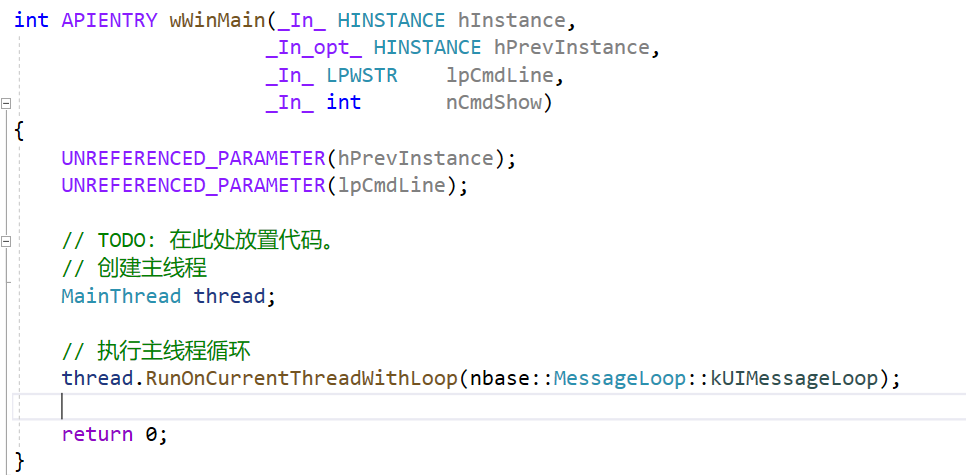 int APIENTRY wWinMain(_In_ HINSTANCE hInstance,
                     _In_opt_ HINSTANCE hPrevInstance,
                     _In_ LPWSTR    lpCmdLine,
                     _In_ int       nCmdShow)
{
    UNREFERENCED_PARAMETER(hPrevInstance);
    UNREFERENCED_PARAMETER(lpCmdLine);

    // TODO: 在此处放置代码。
    // 创建主线程
    MainThread thread;

    // 执行主线程循环
    thread.RunOnCurrentThreadWithLoop(nbase::MessageLoop::kUIMessageLoop);

    return 0;
}